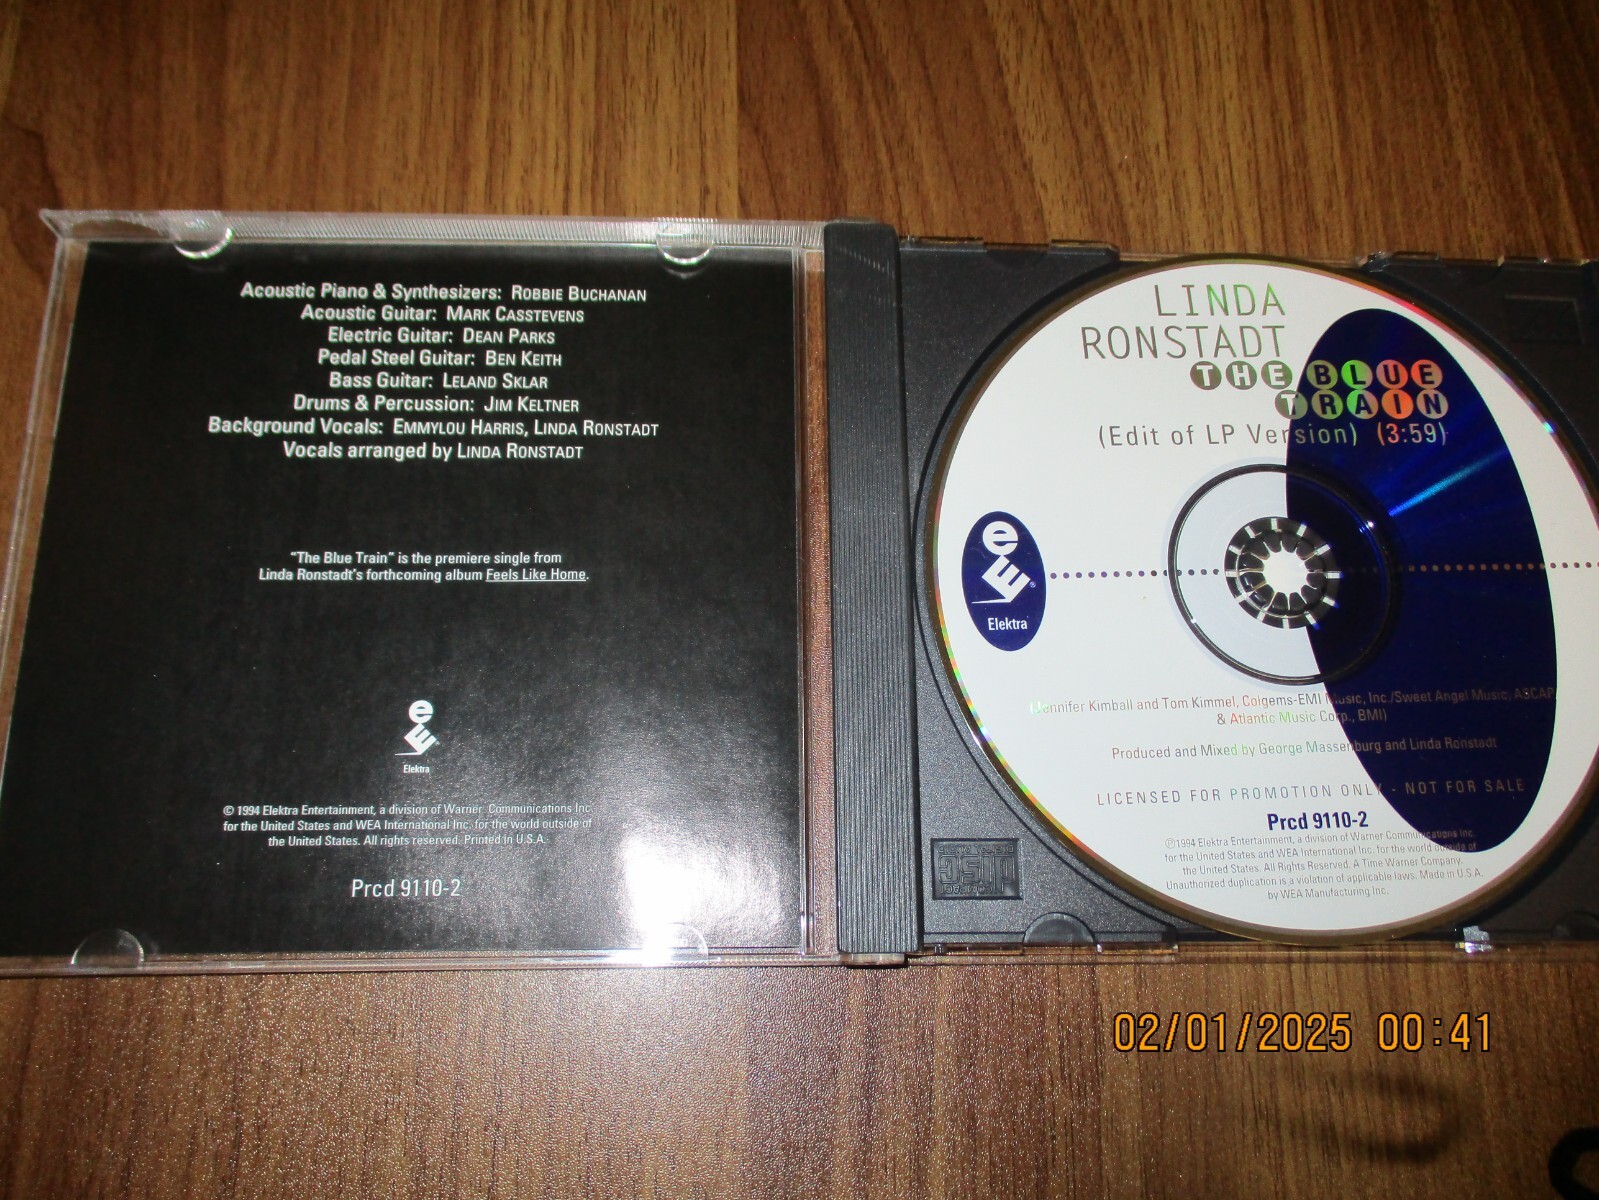 Acoustic Piano & Synthesizers: ROBBIE BUCHANAN
Acoustic Guitar: MARK CASSTEVENS
Electric Guitar: DEAN PARKS
Pedal Steel Guitar: BEN KEITH
Bass Guitar: LELAND SKLAR
Drums & Percussion: JIM KELTNER
Background Vocals: EMMYLOU HARRIS, LINDA RONSTADT
Vocals arranged by LINDA RONSTADT
“The Blue Train” is the premiere single from
Linda Ronstadt's forthcoming album Feels Like Home.
Elektra
© 1994 Elektra Entertainment, a division of Warner Communications Inc.
for the United States and WEA International Inc. for the world outside of
the United States. All rights reserved. Printed in U.S.A.
Prcd 9110-2
LINDA
RONSTADT
THE BLUE
TRAIN
(Edit of LP Version) (3:59)
Elektra
(Jennifer Kimball and Tom Kimmel, Colgems-EMI Music, Inc./Sweet Angel Music, ASCAP
& Atlantic Music Corp., BMI)
Produced and Mixed by George Massenburg and Linda Ronstadt
LICENSED FOR PROMOTION ONLY - NOT FOR SALE
Prcd 9110-2
℗1994 Elektra Entertainment, a division of Warner Communications Inc.
for the United States and WEA International Inc. for the world outside of
the United States. All Rights Reserved. A Time Warner Company.
Unauthorized duplication is a violation of applicable laws. Made in U.S.A.
by WEA Manufacturing Inc.
02/01/2025 00:41